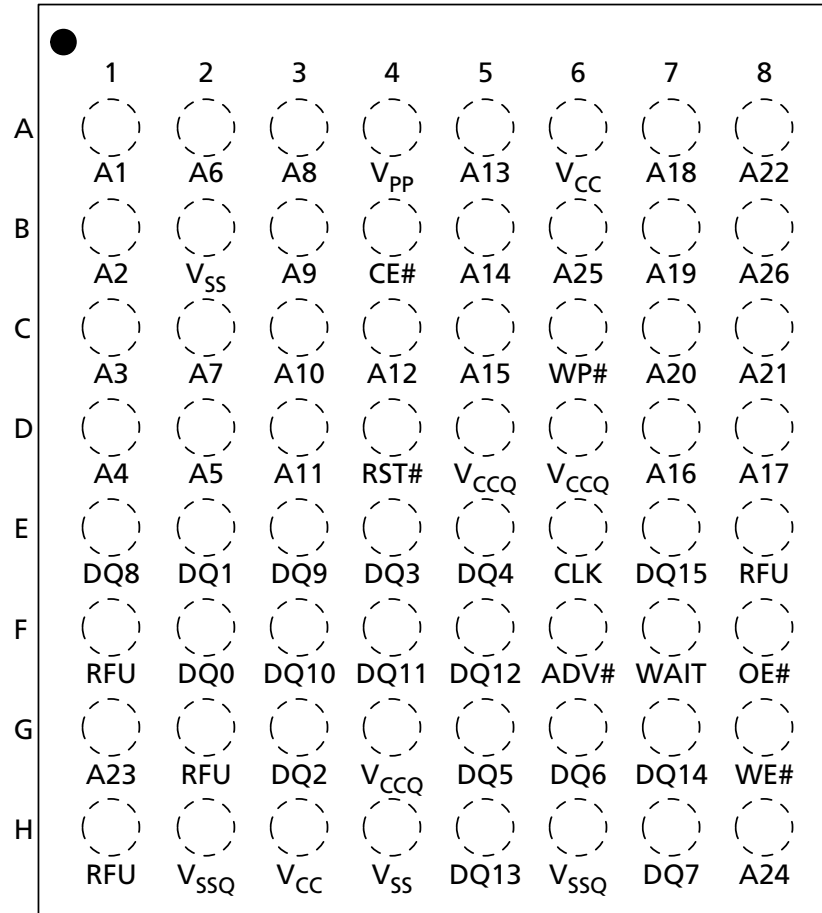 1 2 3 4 5 6 7 8
A
A1 A6 A8 VPP A13 VCC A18 A22
B
A2 VSS A9 CE# A14 A25 A19 A26
C
A3 A7 A10 A12 A15 WP# A20 A21
D
A4 A5 A11 RST# VCCQ VCCQ A16 A17
E
DQ8 DQ1 DQ9 DQ3 DQ4 CLK DQ15 RFU
F
RFU DQ0 DQ10 DQ11 DQ12 ADV# WAIT OE#
G
A23 RFU DQ2 VCCQ DQ5 DQ6 DQ14 WE#
H
RFU VSSQ VCC VSS DQ13 VSSQ DQ7 A24